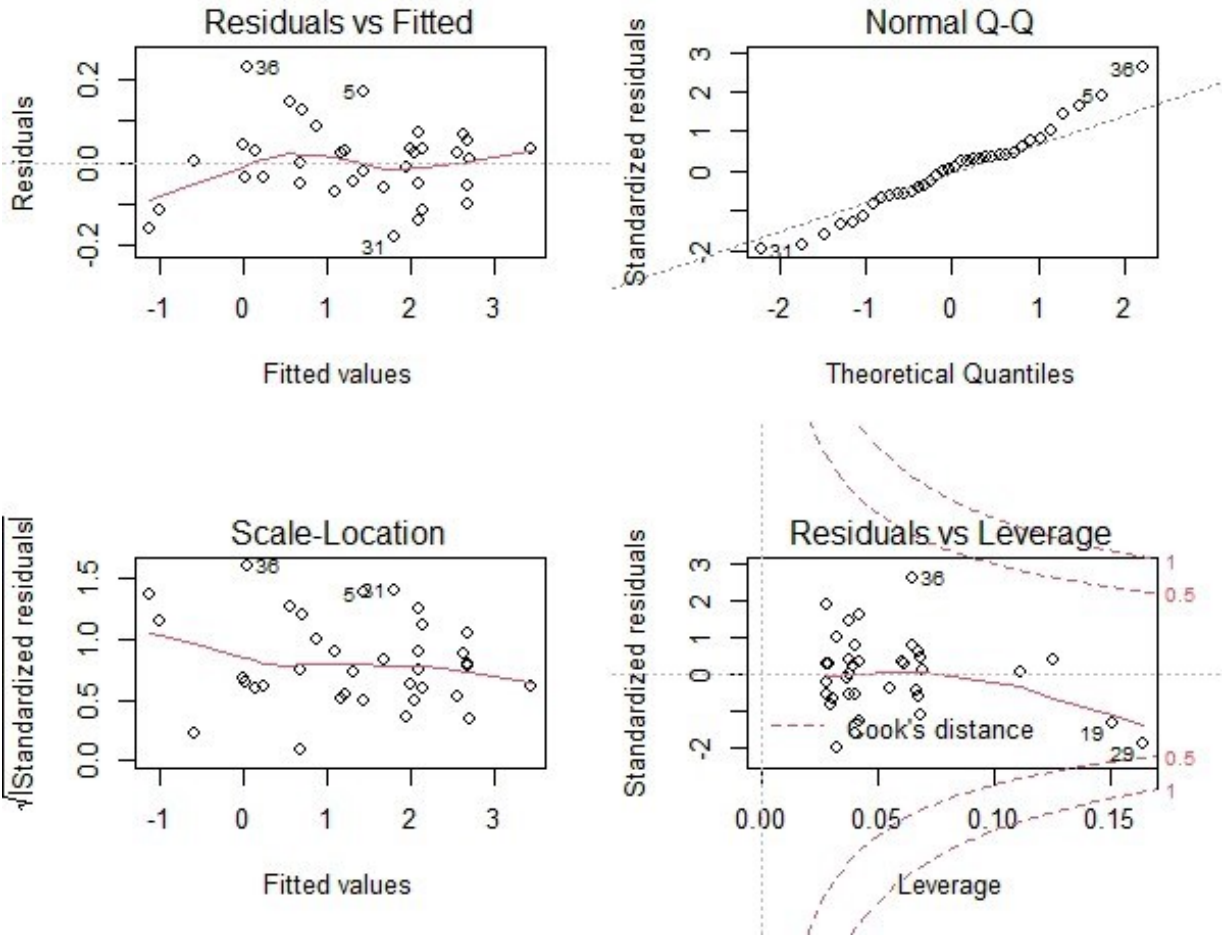 Residuals vs Fitted
Residuals
0.2
0.0
-0.2
36
5
31
-1 0 1 2 3
Fitted values
Normal Q-Q
Standardized residuals
3
2
1
0
-2
36
5
31
-2 -1 0 1 2
Theoretical Quantiles
Scale-Location
√|Standardized residuals|
1.5
1.0
0.5
0.0
36
5 31
-1 0 1 2 3
Fitted values
Residuals vs Leverage
Standardized residuals
3
2
1
0
-2
36
19
29
Cook's distance
1
0.5
0.5
1
0.00 0.05 0.10 0.15
Leverage